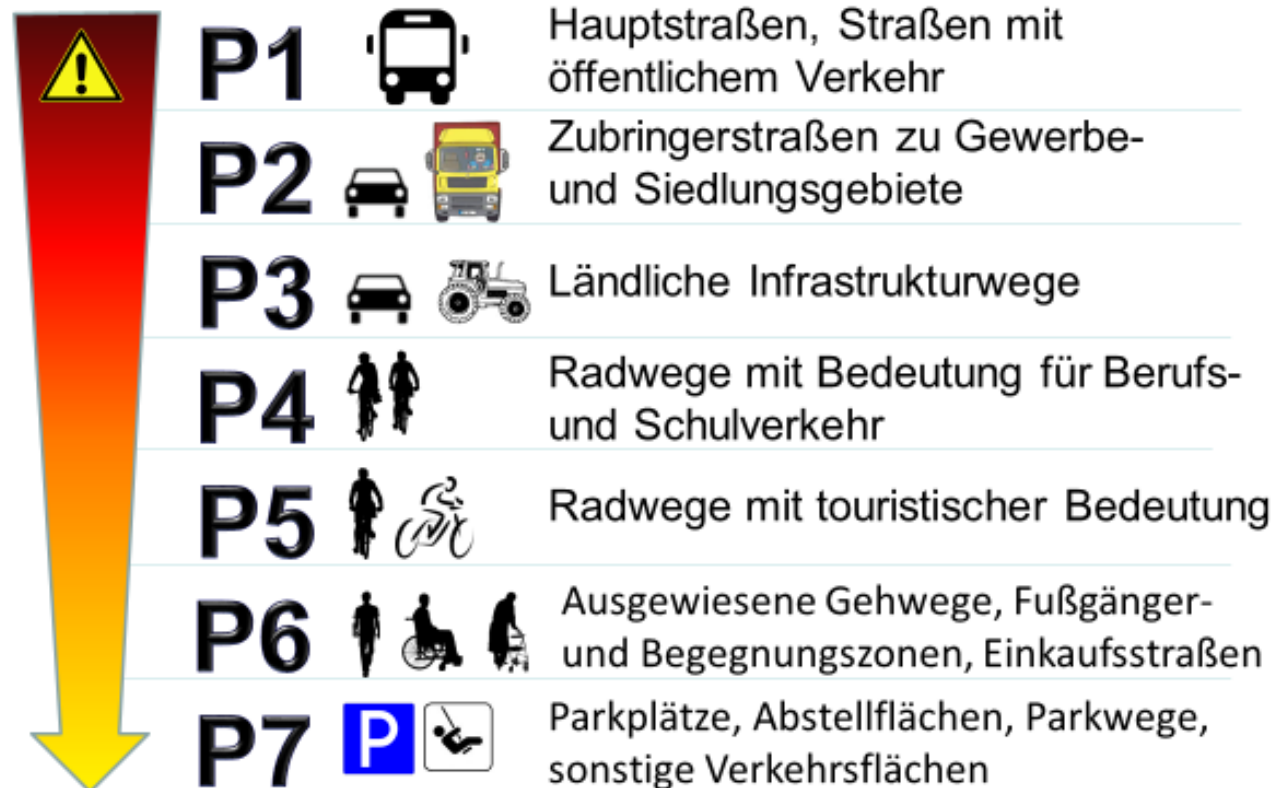 P1
Hauptstraßen, Straßen mit
öffentlichem Verkehr
P2
Zubringerstraßen zu Gewerbe-
und Siedlungsgebiete
P3
Ländliche Infrastrukturwege
P4
Radwege mit Bedeutung für Berufs-
und Schulverkehr
P5
Radwege mit touristischer Bedeutung
P6
Ausgewiesene Gehwege, Fußgänger-
und Begegnungszonen, Einkaufsstraßen
P7
P
Parkplätze, Abstellflächen, Parkwege,
sonstige Verkehrsflächen